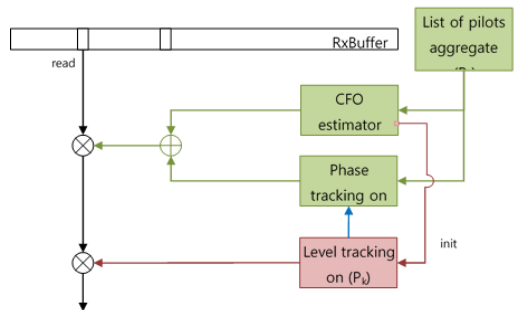 RxBuffer
List of pilots
aggregate
read
CFO
estimator
Phase
tracking on
Level tracking
on (Pk)
init